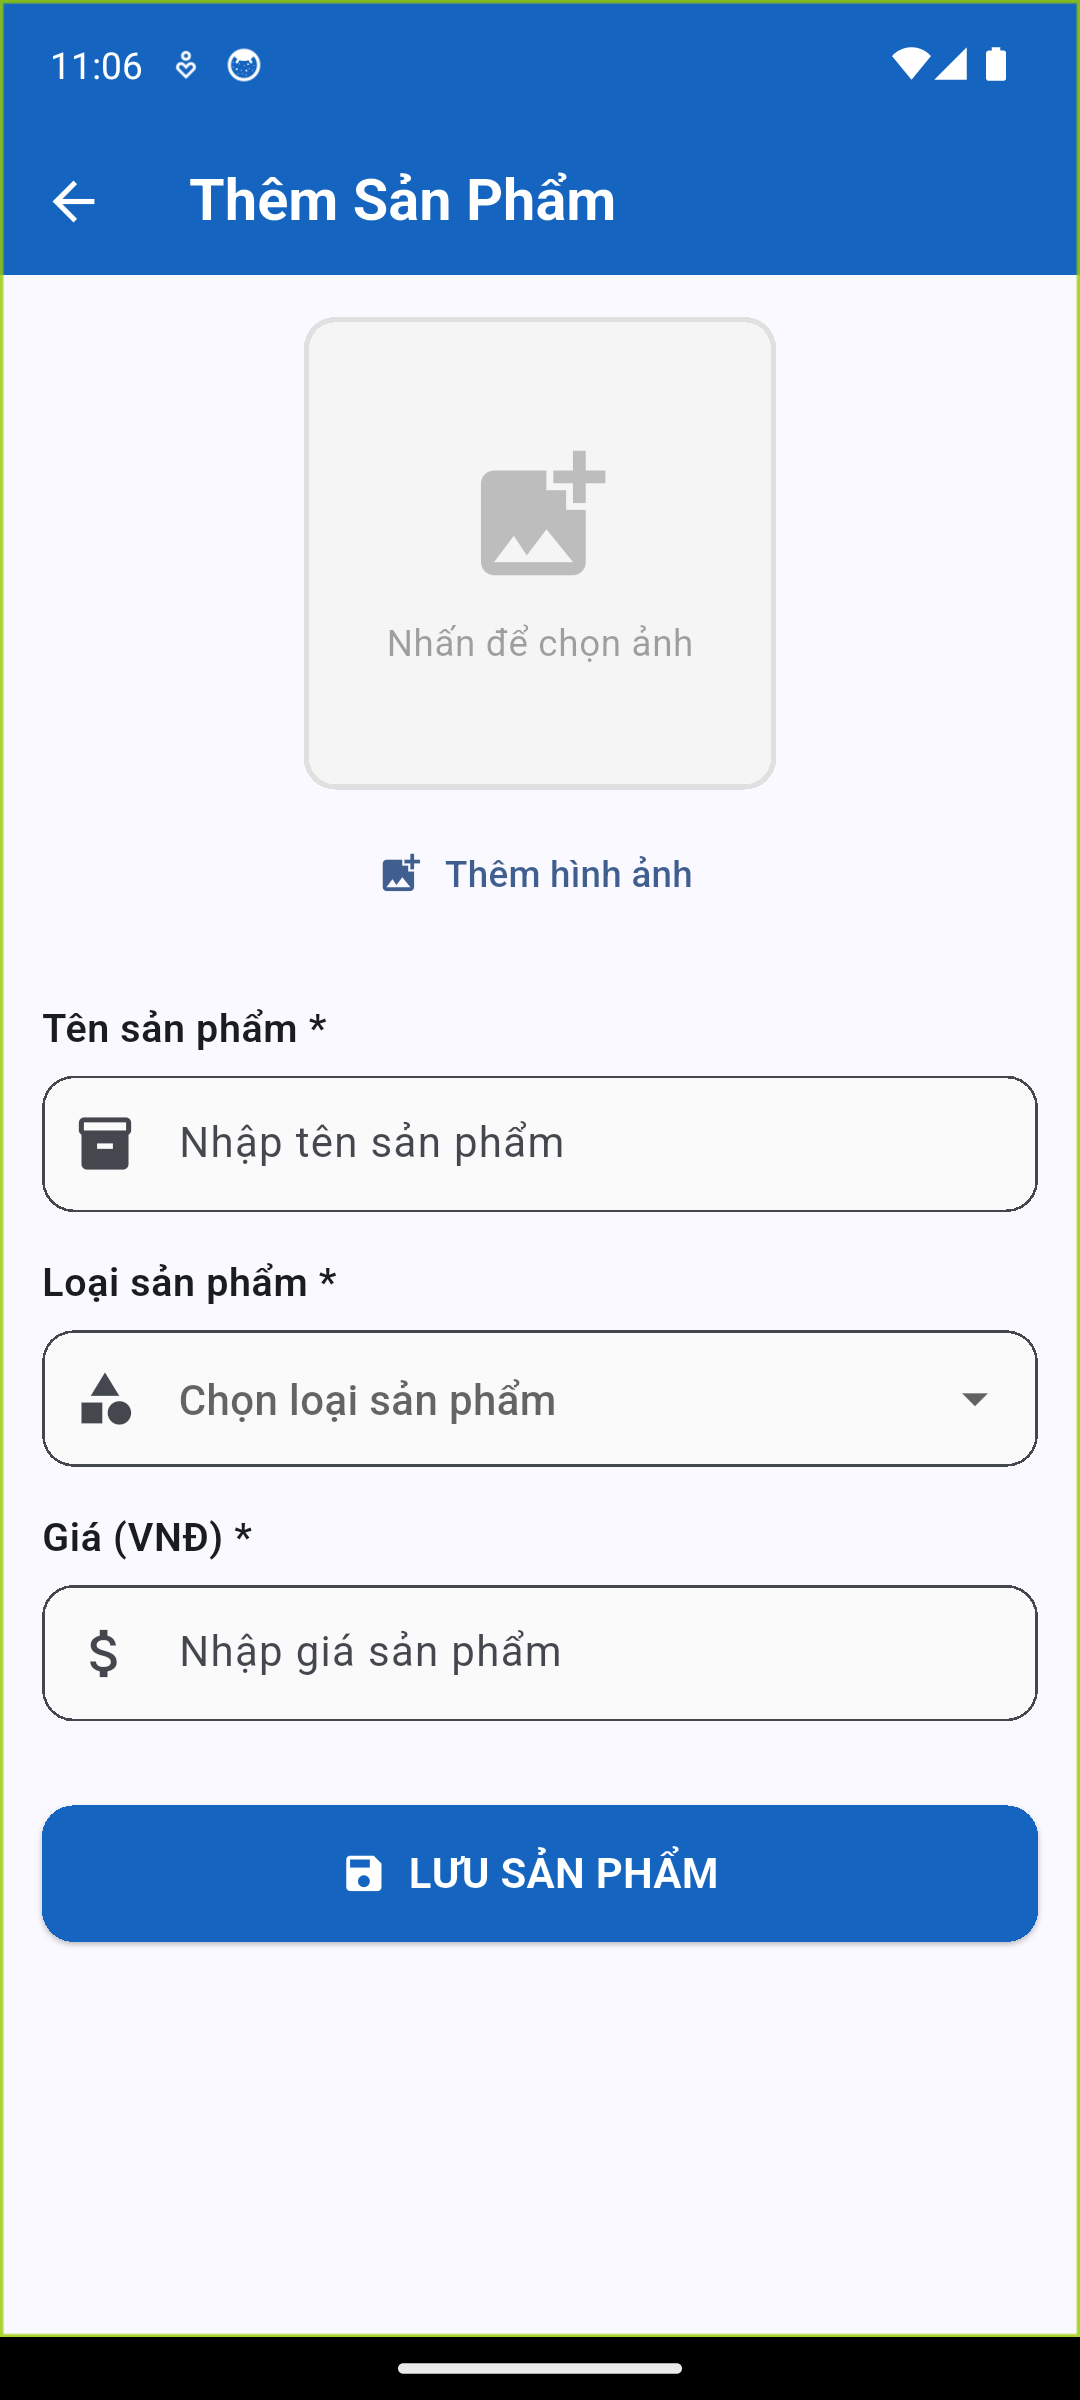 11:06
Thêm Sản Phẩm
Nhấn để chọn ảnh
Thêm hình ảnh
Tên sản phẩm *
Nhập tên sản phẩm
Loại sản phẩm *
Chọn loại sản phẩm
Giá (VNĐ) *
Nhập giá sản phẩm
LƯU SẢN PHẨM